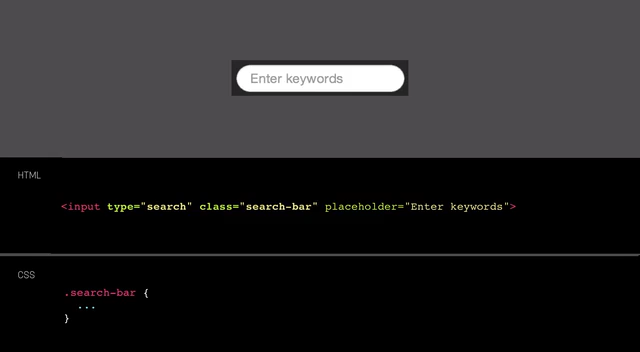 Enter keywords
HTML
<input type="search" class="search-bar" placeholder="Enter keywords">
CSS
.search-bar {
...
}